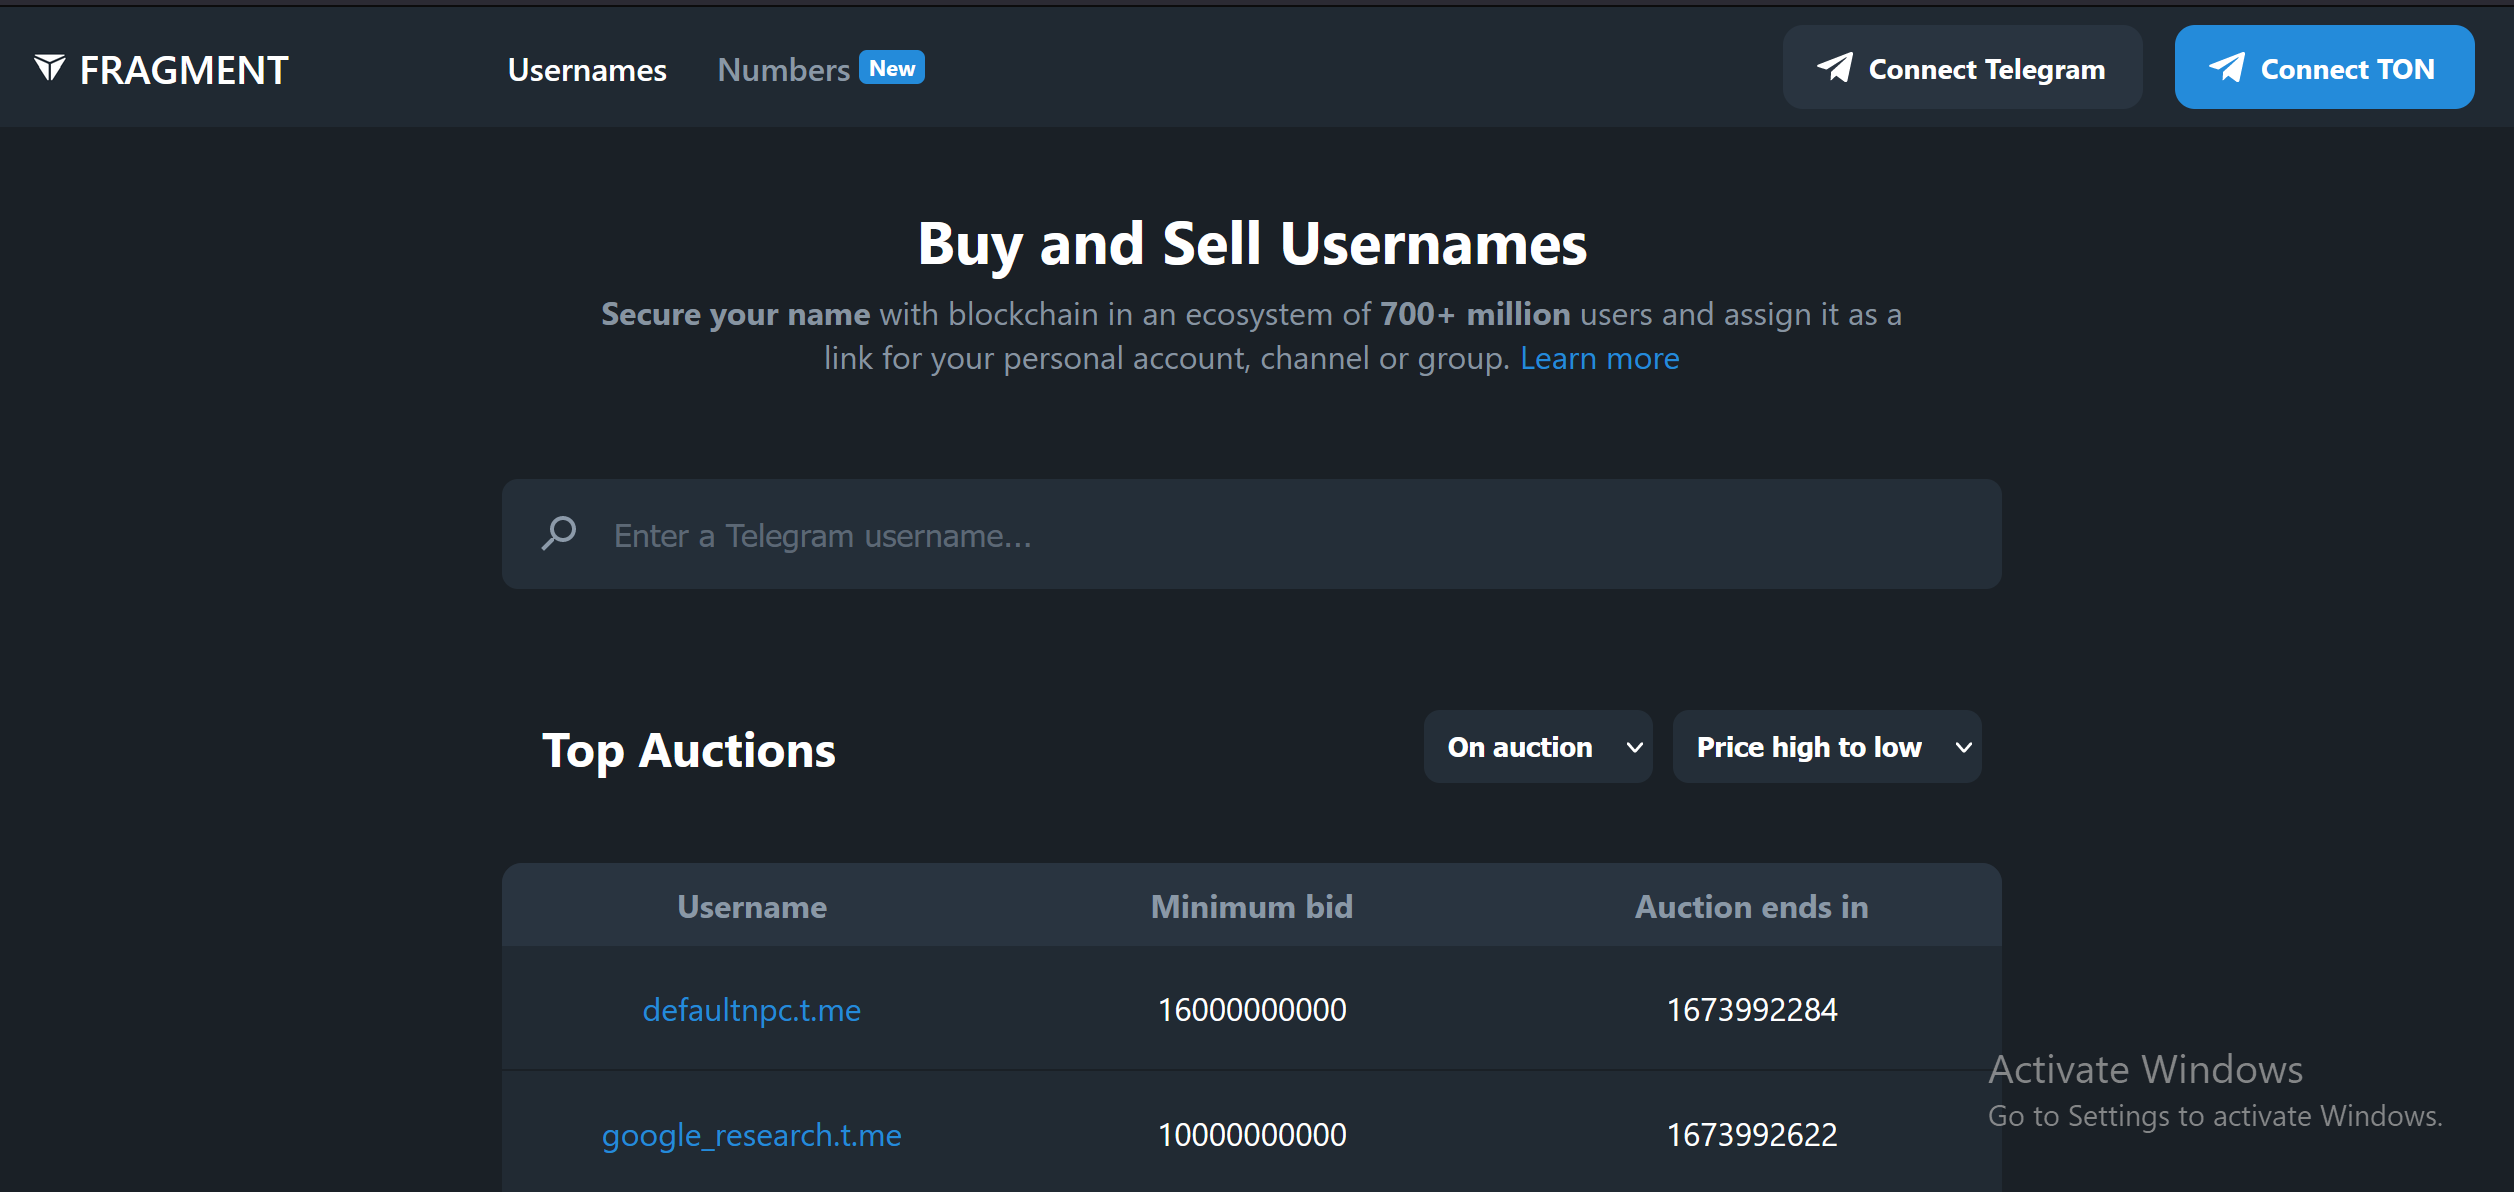 FRAGMENT
Usernames
Numbers New
Connect Telegram
Connect TON
Buy and Sell Usernames
Secure your name with blockchain in an ecosystem of 700+ million users and assign it as a
link for your personal account, channel or group. Learn more
Enter a Telegram username...
Top Auctions
On auction
Price high to low
Username Minimum bid Auction ends in
defaultnpc.t.me 16000000000 1673992284
google_research.t.me 10000000000 1673992622
Activate Windows
Go to Settings to activate Windows.